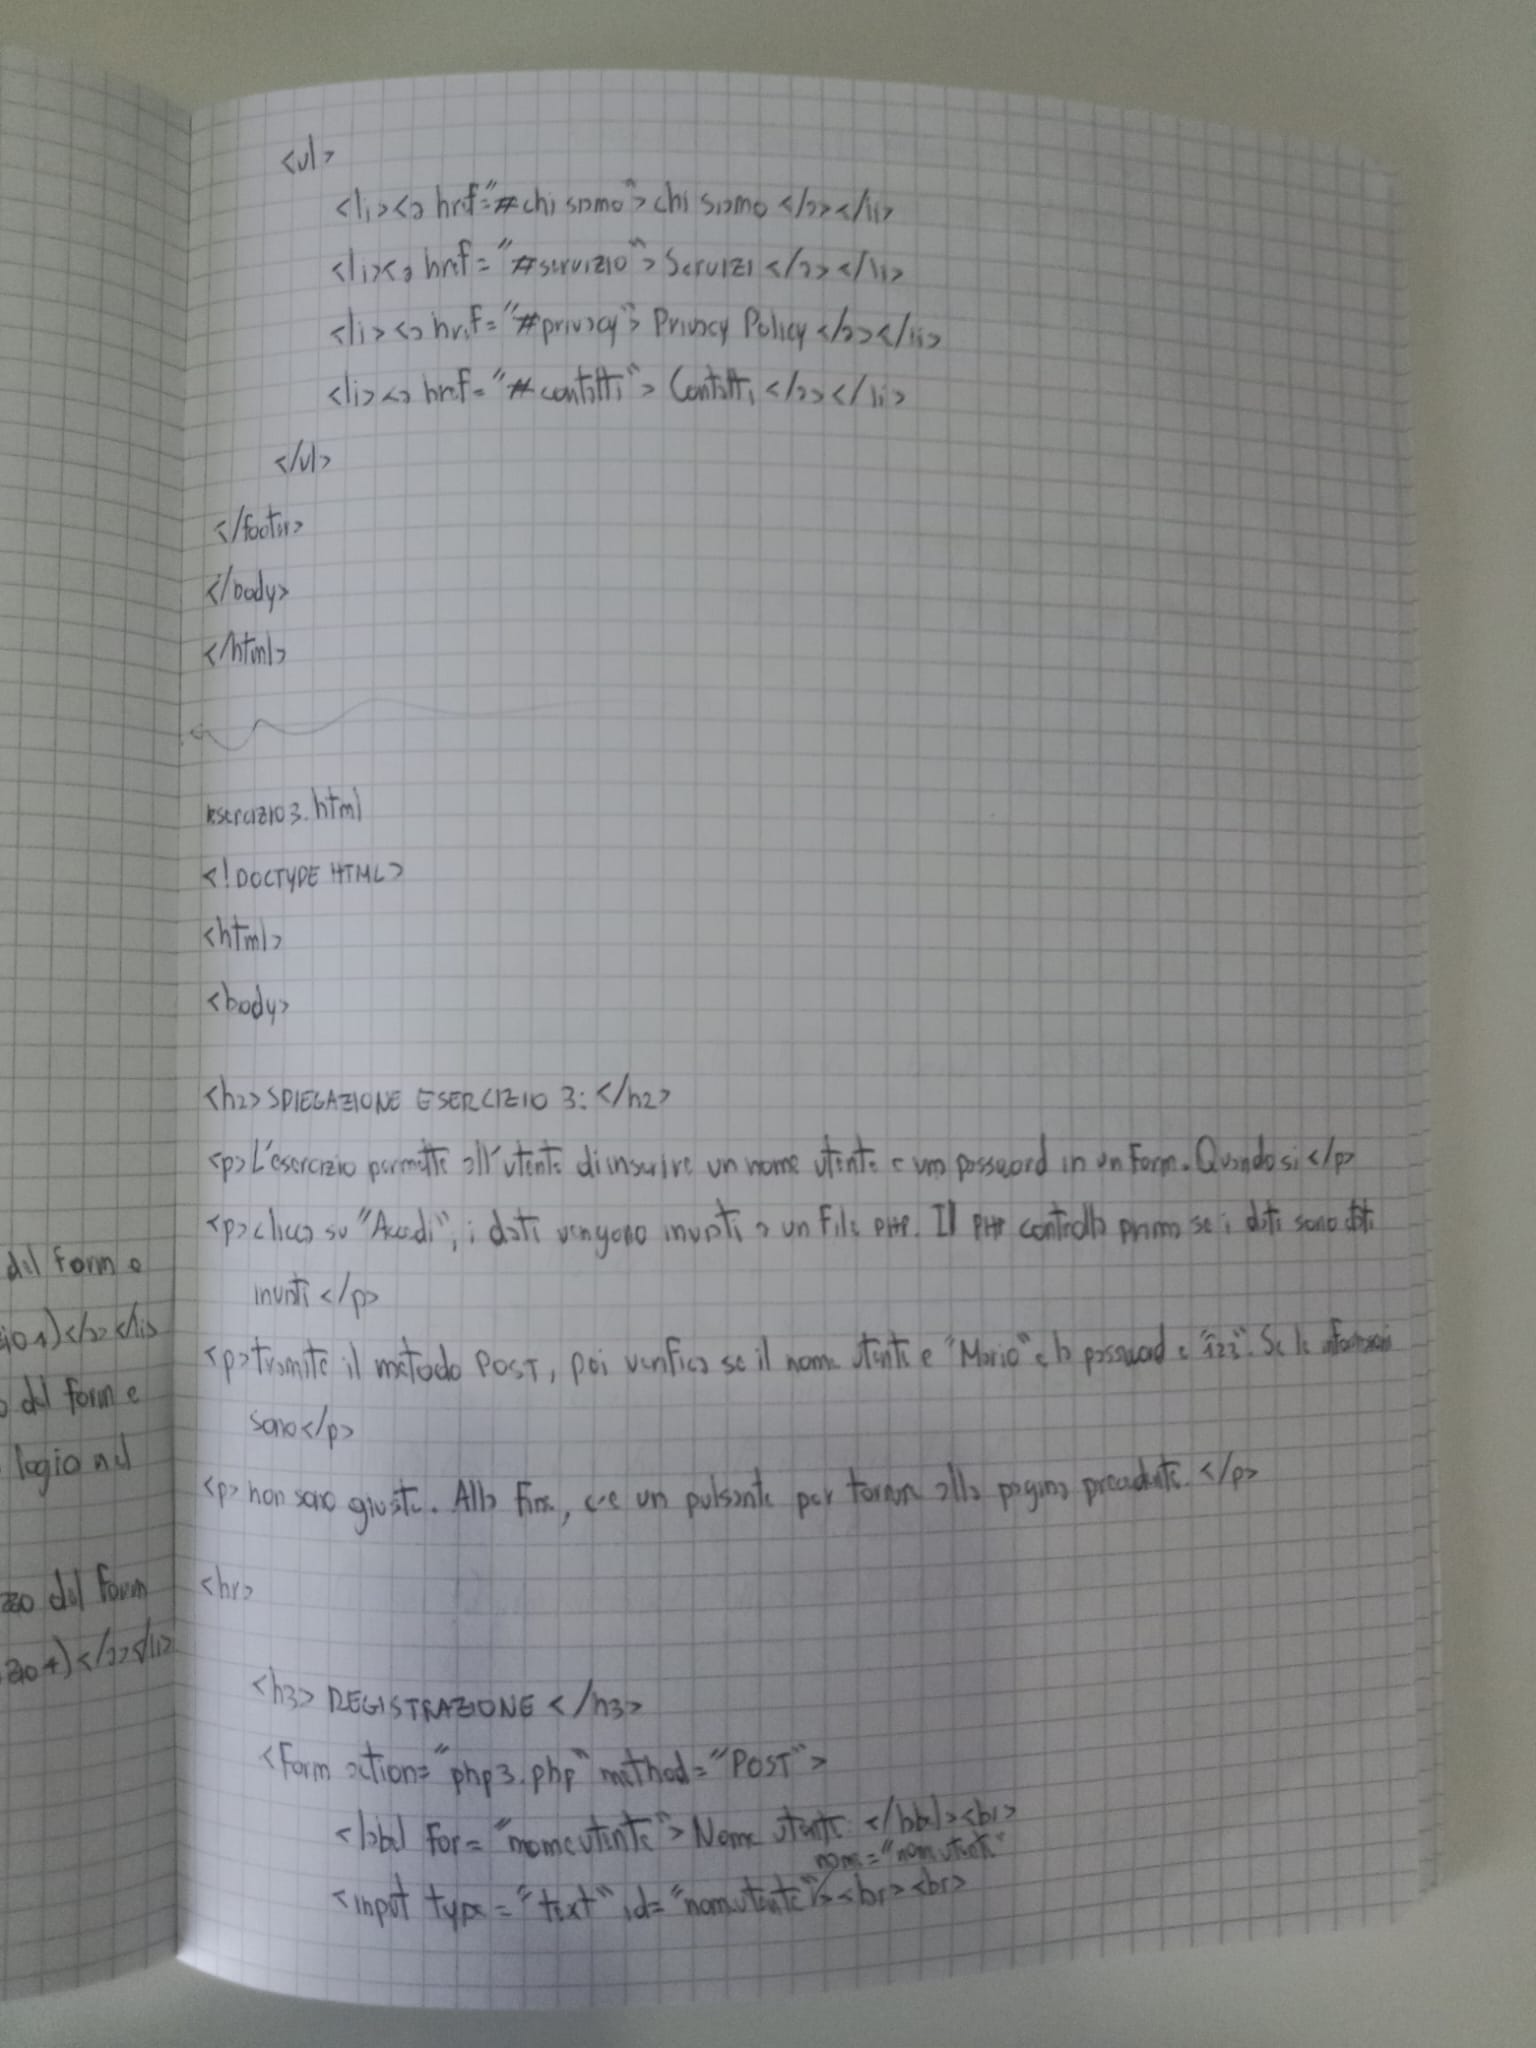 <ul>
<li><a href="#chi siamo"> chi siamo </a></li>
<li><a href="#servizio"> Servizi </a></li>
<li><a href="#privacy"> Privacy Policy </a></li>
<li><a href="#contatti"> Contatti </a></li>
</ul>
</footer>
</body>
</html>
esercizio3.html
<!DOCTYPE HTML>
<html>
<body>
<h2> SPIEGAZIONE ESERCIZIO 3: </h2>
<p> L'esercizio permette all'utente di inserire un nome utente e una password in un form. Quando si </p>
<p> clicca su "Accedi", i dati vengono inviati a un file PHP. Il PHP controlla prima se i dati sono stati
inviati </p>
<p> tramite il metodo POST, poi verifica se il nome utente e "Mario" e la password e "123". Se le informazioni
sono </p>
<p> non sono giuste. Alla fine, c'e un pulsante per tornare alla pagina precedente. </p>
<hr>
<h3> REGISTRAZIONE </h3>
<form action="php3.php" method="POST">
<label for="nomeutente"> Nome utente: </label><br>
name="nomeutente"
<input type="text" id="nomeutente"><br><br>
del form e
io 1)</a></li>
o del form e
logio nel
zzo del form
zio 4)</a></li>